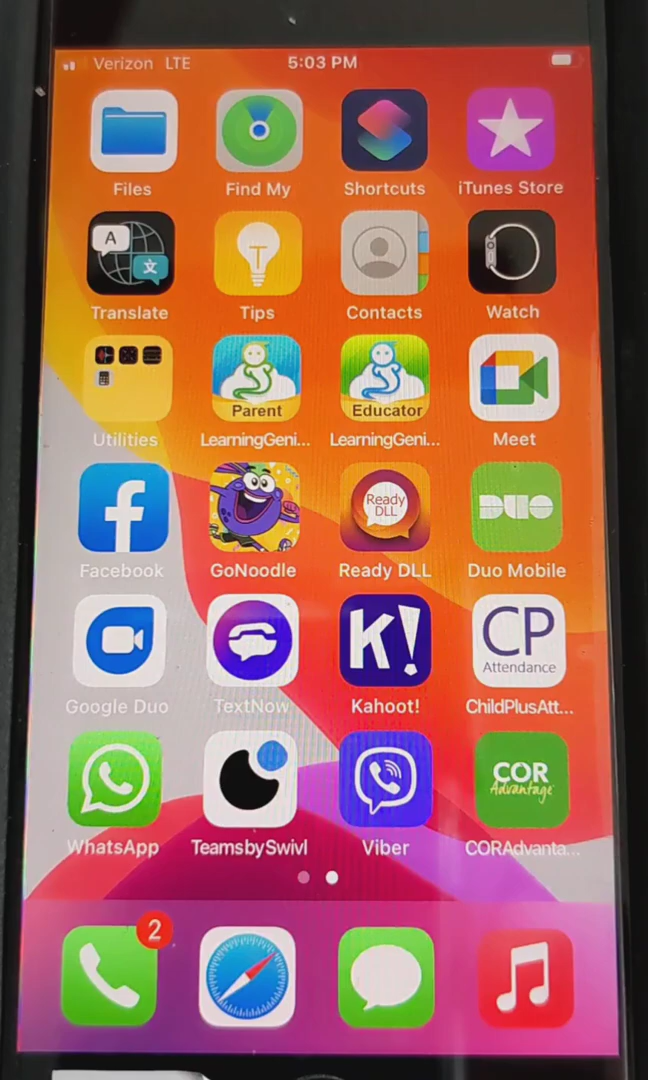 Verizon LTE 5:03 PM
Files Find My Shortcuts iTunes Store
A 文
Translate Tips Contacts Watch
Parent Educator
Utilities LearningGeni... LearningGeni... Meet
Ready
DLL
DUO
Facebook GoNoodle Ready DLL Duo Mobile
K! CP
Attendance
Google Duo TextNow Kahoot! ChildPlusAtt...
COR
Advantage
WhatsApp TeamsbySwivl Viber CORAdvanta...
2